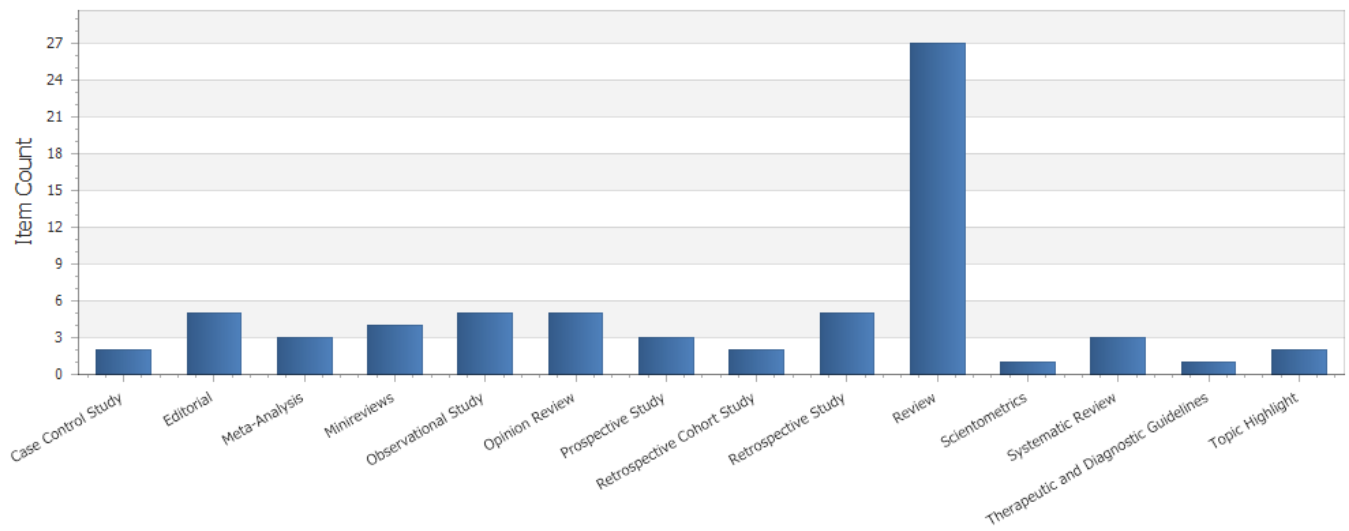 Item Count
27
24
21
18
15
12
9
6
3
0
Case Control Study
Editorial
Meta-Analysis
Minireviews
Observational Study
Opinion Review
Prospective Study
Retrospective Cohort Study
Retrospective Study
Review
Scientometrics
Systematic Review
Therapeutic and Diagnostic Guidelines
Topic Highlight